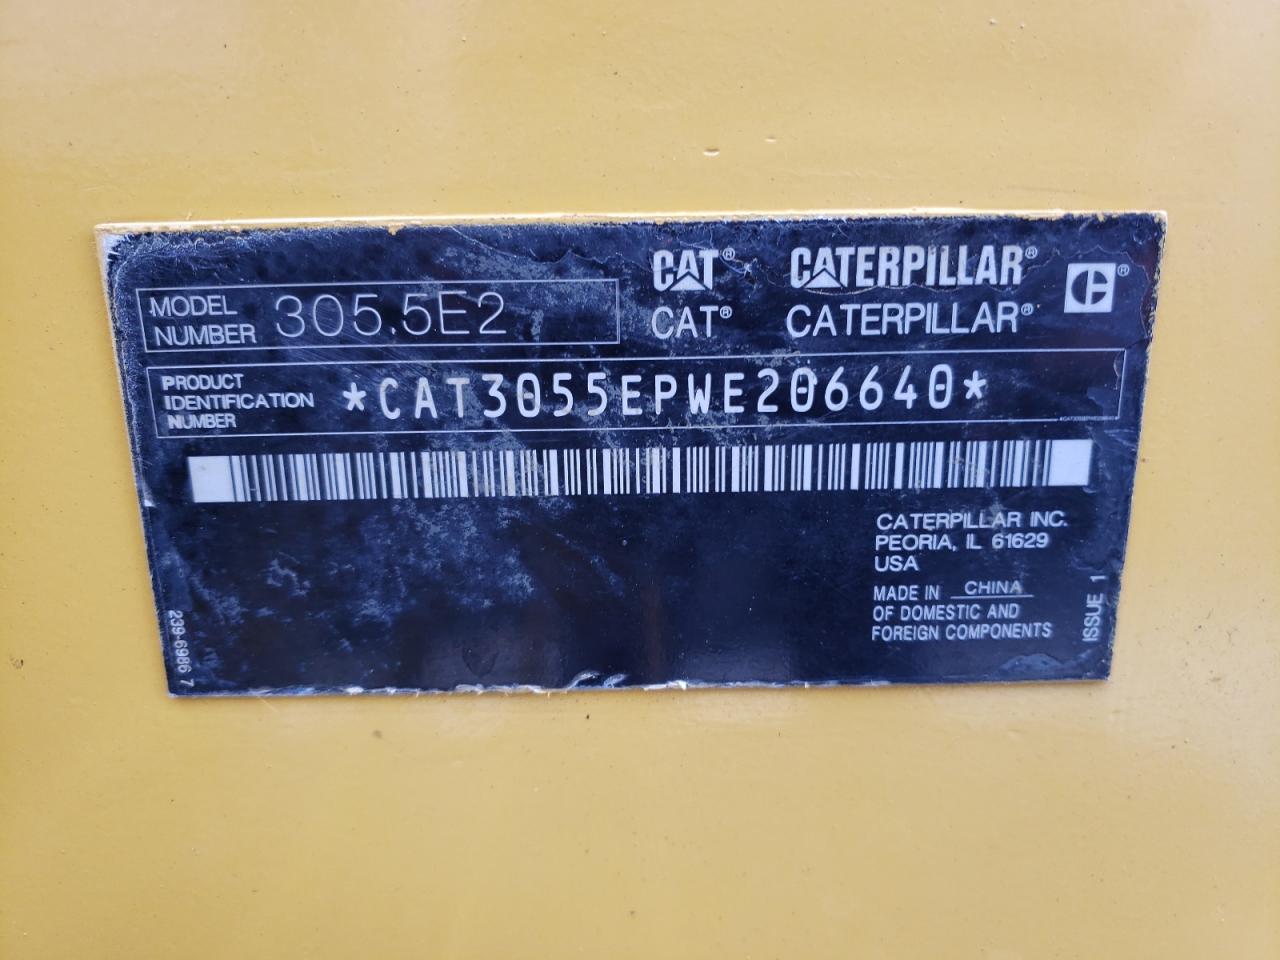 CAT® CATERPILLAR®
MODEL NUMBER 305.5E2
CAT® CATERPILLAR®
PRODUCT IDENTIFICATION NUMBER *CAT3055EPWE206640*
CATERPILLAR INC.
PEORIA, IL 61629
USA
MADE IN CHINA
OF DOMESTIC AND
FOREIGN COMPONENTS
239-6986 7
ISSUE 1